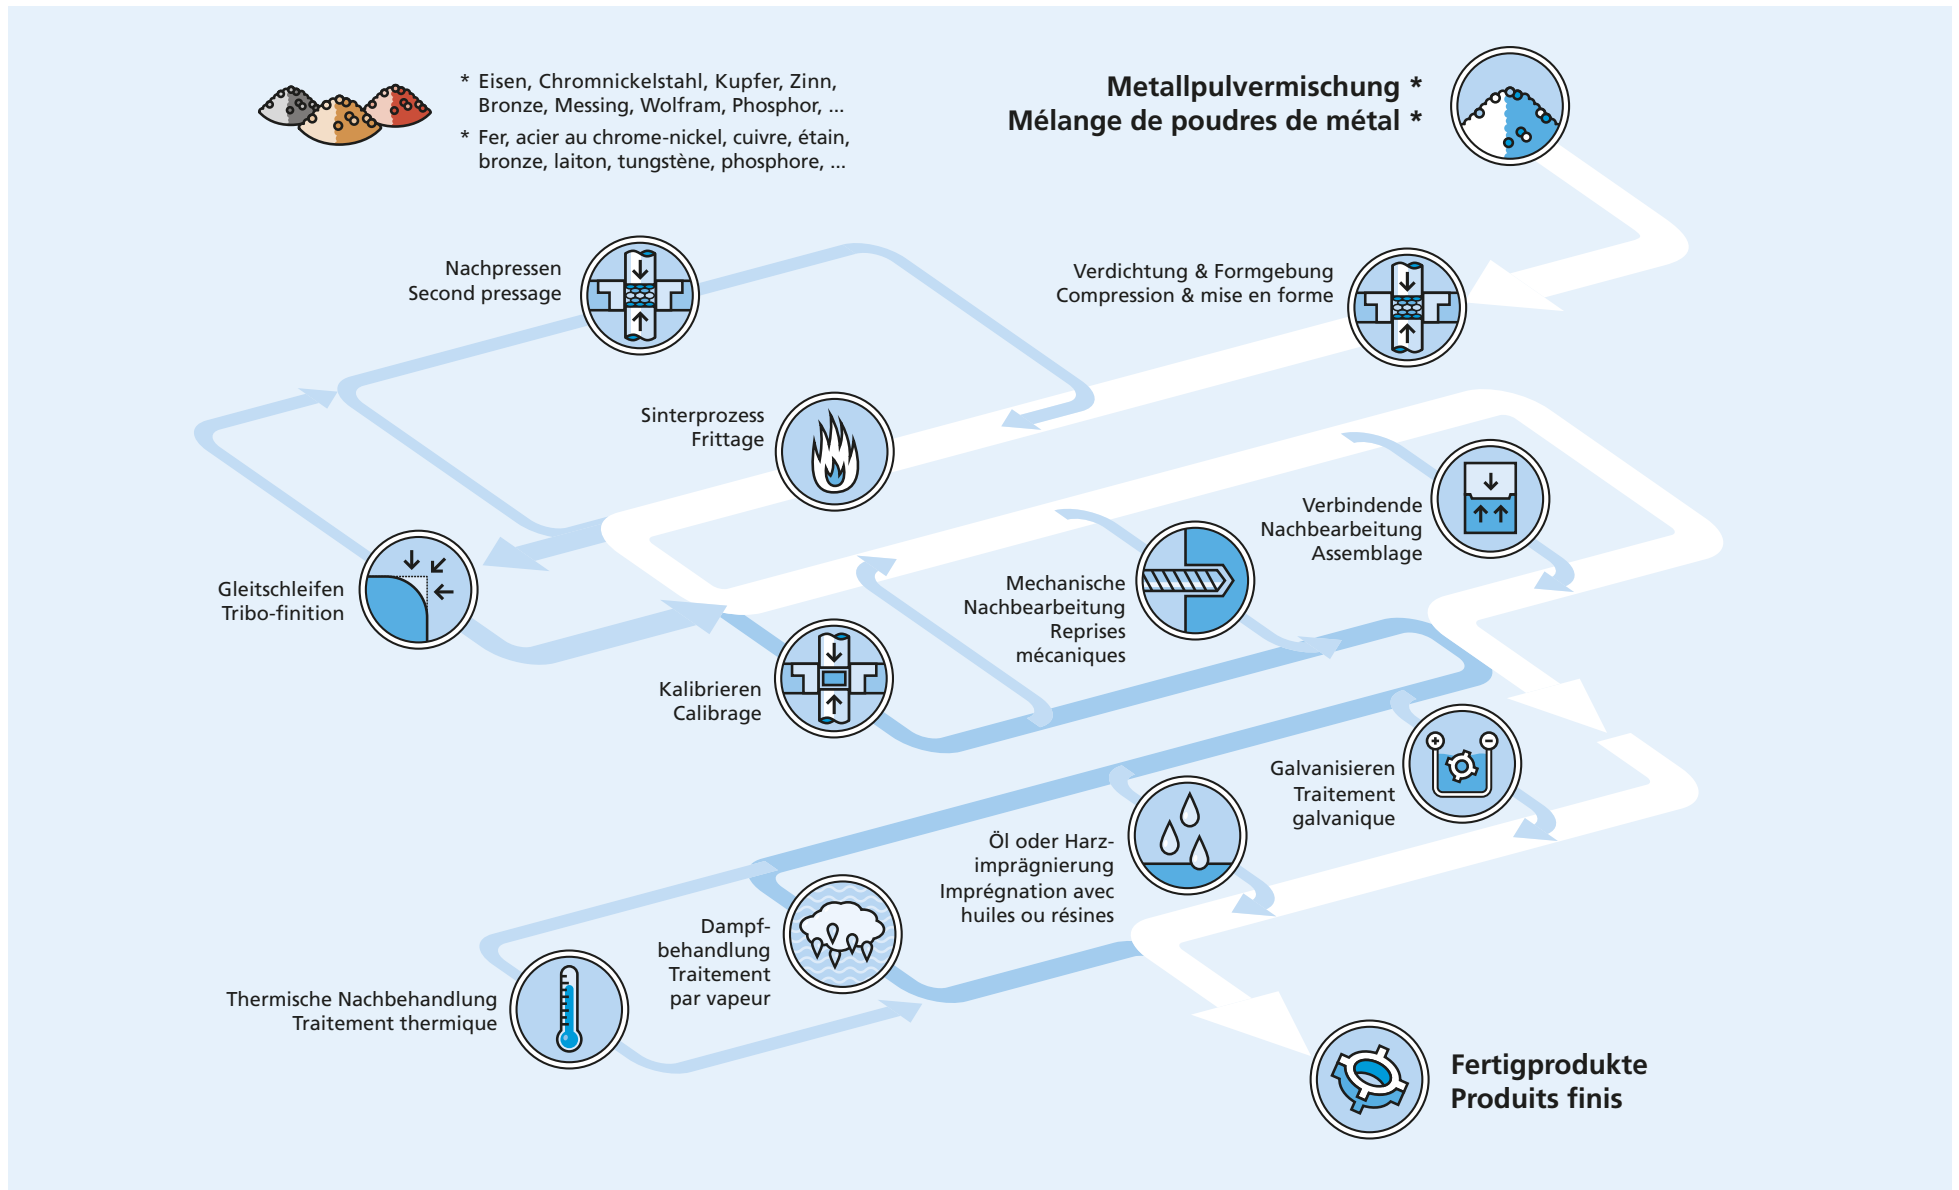 * Eisen, Chromnickelstahl, Kupfer, Zinn,
Bronze, Messing, Wolfram, Phosphor, ...
* Fer, acier au chrome-nickel, cuivre, étain,
bronze, laiton, tungstène, phosphore, ...
Metallpulvermischung *
Mélange de poudres de métal *
Nachpressen
Second pressage
Verdichtung & Formgebung
Compression & mise en forme
Sinterprozess
Frittage
Verbindende
Nachbearbeitung
Assemblage
Gleitschleifen
Tribo-finition
Mechanische
Nachbearbeitung
Reprises
mécaniques
Kalibrieren
Calibrage
Galvanisieren
Traitement
galvanique
+ −
Öl oder Harz-
imprägnierung
Imprégnation avec
huiles ou résines
Dampf-
behandlung
Traitement
par vapeur
Thermische Nachbehandlung
Traitement thermique
Fertigprodukte
Produits finis